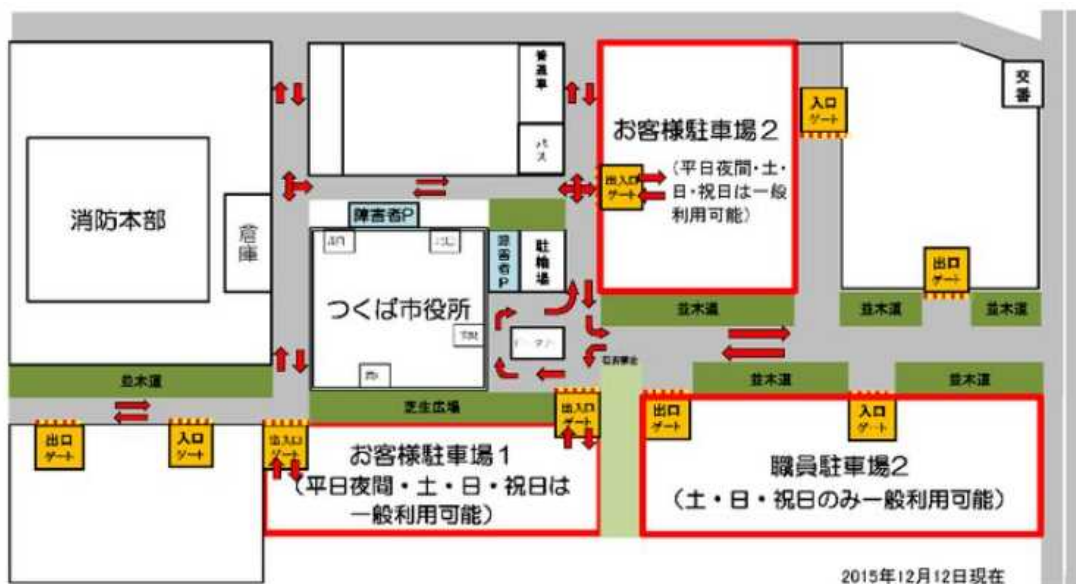 普通車
交番
入口
ゲート
お客様駐車場2
(平日夜間・土・
日・祝日は一般
利用可能)
バス
出入口
ゲート
消防本部
倉庫
障害者P
障害者P
駐輪場
出口
ゲート
つくば市役所
並木道
並木道
並木道
並木道
並木道
並木道
芝生広場
出口
ゲート
入口
ゲート
出入口
ゲート
出入口
ゲート
出口
ゲート
入口
ゲート
お客様駐車場1
(平日夜間・土・日・祝日は
一般利用可能)
職員駐車場2
(土・日・祝日のみ一般利用可能)
2015年12月12日現在